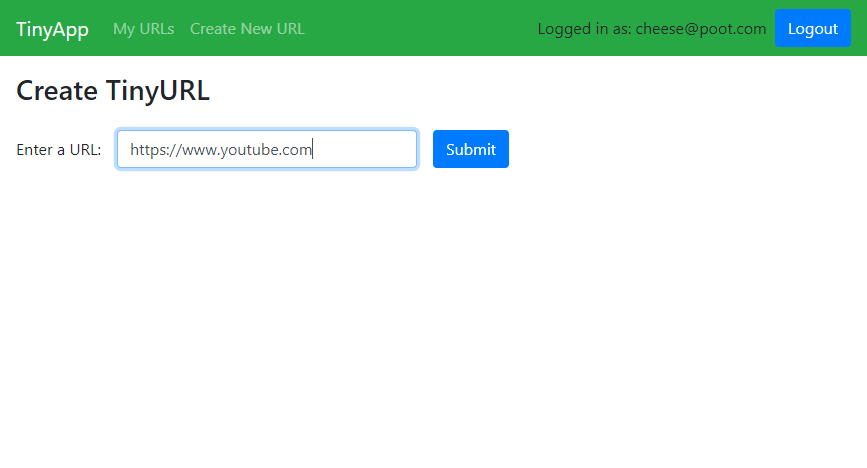 TinyApp My URLs Create New URL Logged in as: cheese@poot.com Logout
Create TinyURL
Enter a URL: https://www.youtube.com Submit